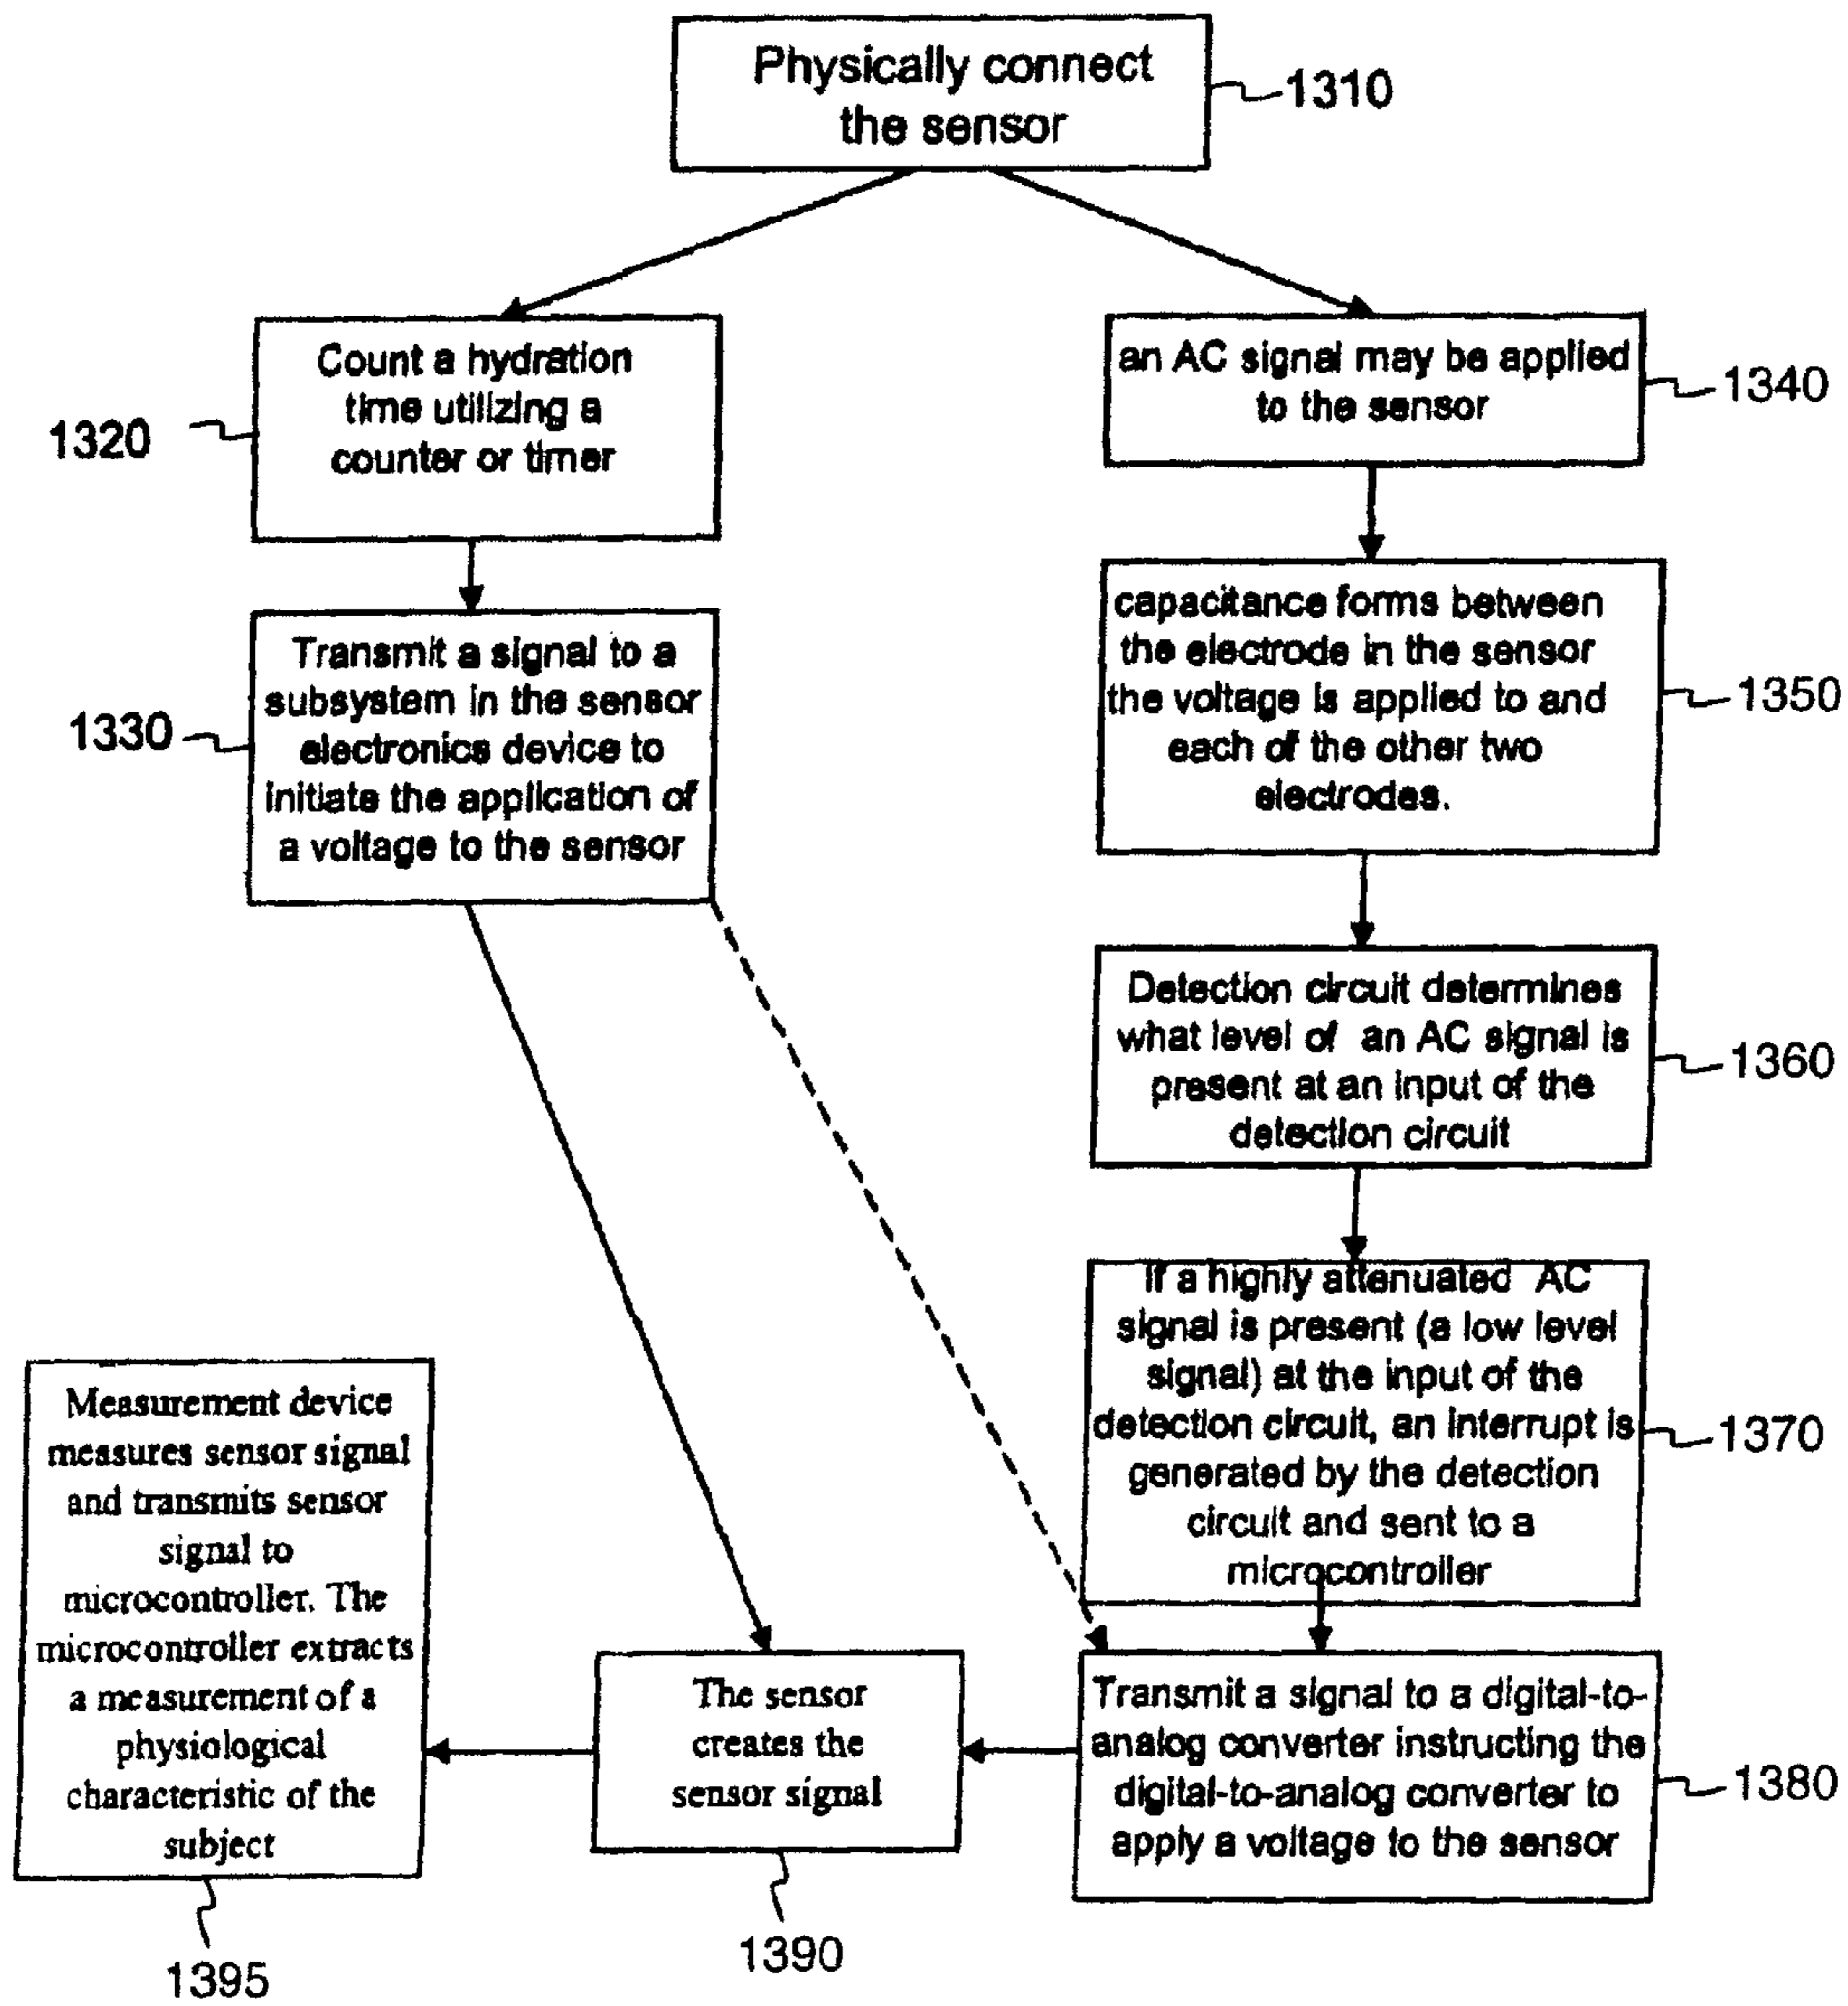 Physically connect
the sensor
1310
Count a hydration
time utilizing a
counter or timer
1320
Transmit a signal to a
subsystem in the sensor
electronics device to
initiate the application of
a voltage to the sensor
1330
an AC signal may be applied
to the sensor
1340
capacitance forms between
the electrode in the sensor
the voltage is applied to and
each of the other two
electrodes.
1350
Detection circuit determines
what level of an AC signal is
present at an input of the
detection circuit
1360
If a highly attenuated AC
signal is present (a low level
signal) at the input of the
detection circuit, an interrupt is
generated by the detection
circuit and sent to a
microcontroller
1370
Transmit a signal to a digital-to-
analog converter instructing the
digital-to-analog converter to
apply a voltage to the sensor
1380
The sensor
creates the
sensor signal
1390
Measurement device
measures sensor signal
and transmits sensor
signal to
microcontroller. The
microcontroller extracts
a measurement of a
physiological
characteristic of the
subject
1395